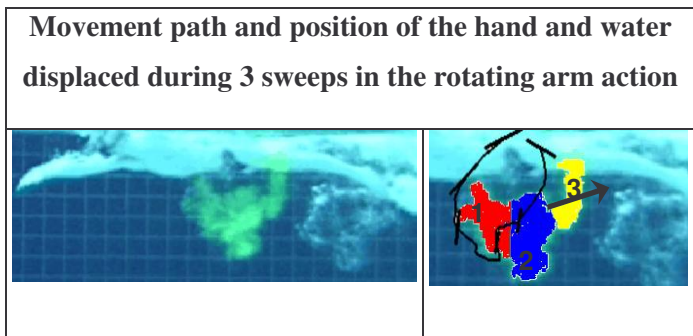 Movement path and position of the hand and water
displaced during 3 sweeps in the rotating arm action
1
2
3